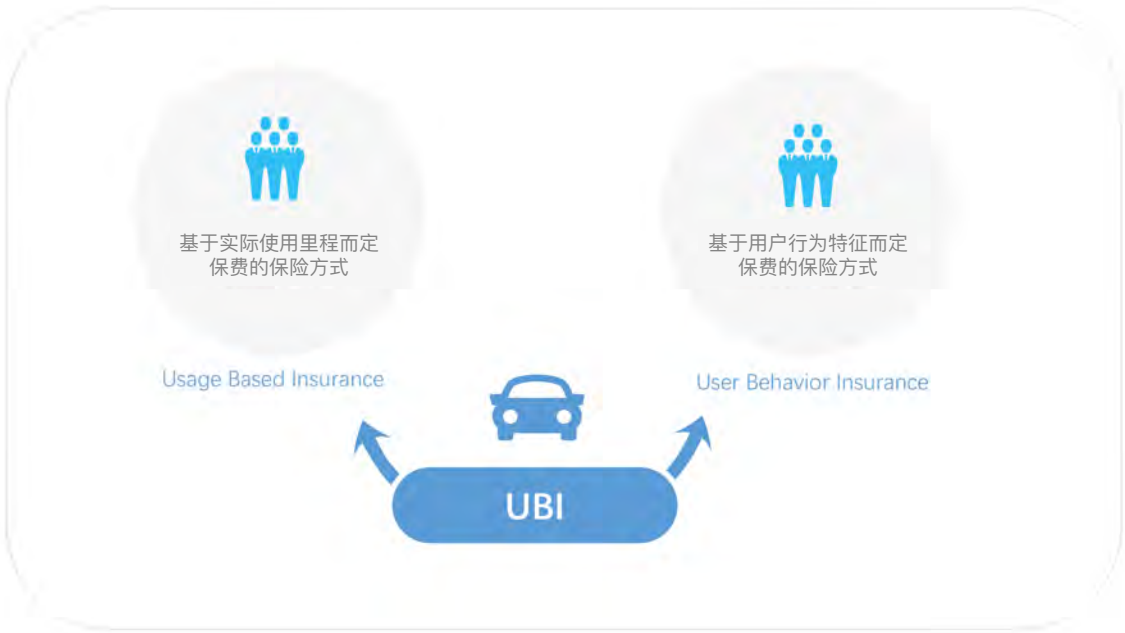 基于实际使用里程而定
保费的保险方式
基于用户行为特征而定
保费的保险方式
Usage Based Insurance
User Behavior Insurance
UBI